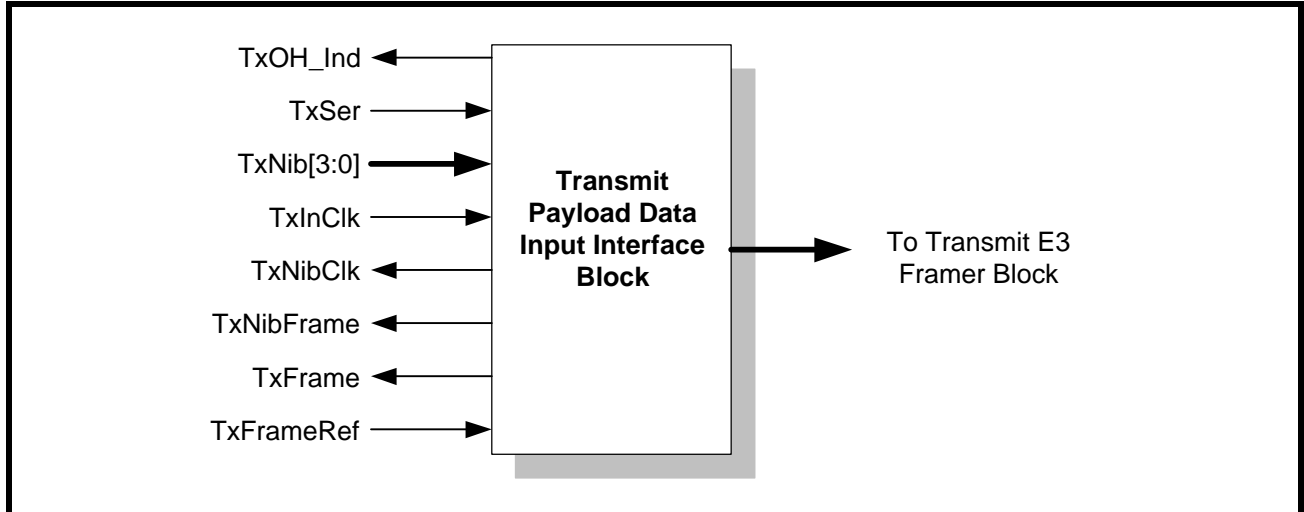 TxOH_Ind
TxSer
TxNib[3:0]
TxInClk
TxNibClk
TxNibFrame
TxFrame
TxFrameRef
Transmit
Payload Data
Input Interface
Block
To Transmit E3
Framer Block